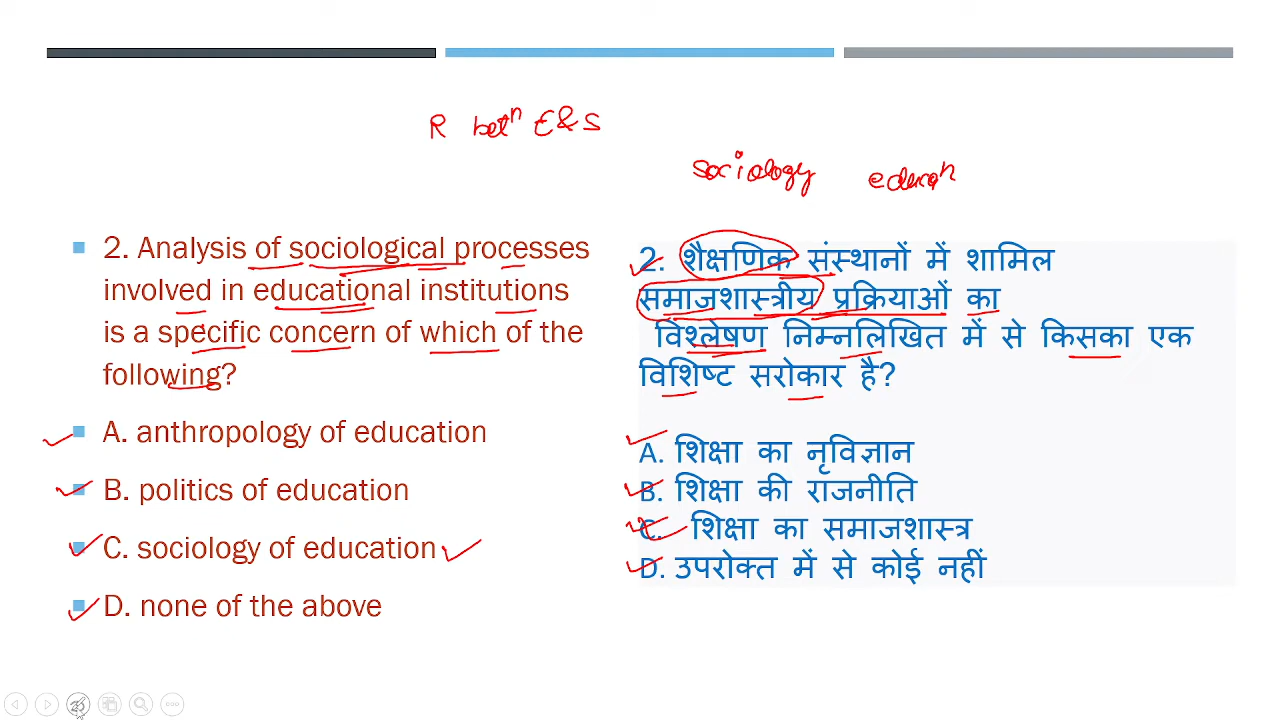 R betⁿ E&S
sociology educaⁿ
2. Analysis of sociological processes
involved in educational institutions
is a specific concern of which of the
following?
A. anthropology of education
B. politics of education
C. sociology of education
D. none of the above
2. शैक्षणिक संस्थानों में शामिल
समाजशास्त्रीय प्रक्रियाओं का
विश्लेषण निम्नलिखित में से किसका एक
विशिष्ट सरोकार है?
A. शिक्षा का नृविज्ञान
B. शिक्षा की राजनीति
C. शिक्षा का समाजशास्त्र
D. उपरोक्त में से कोई नहीं